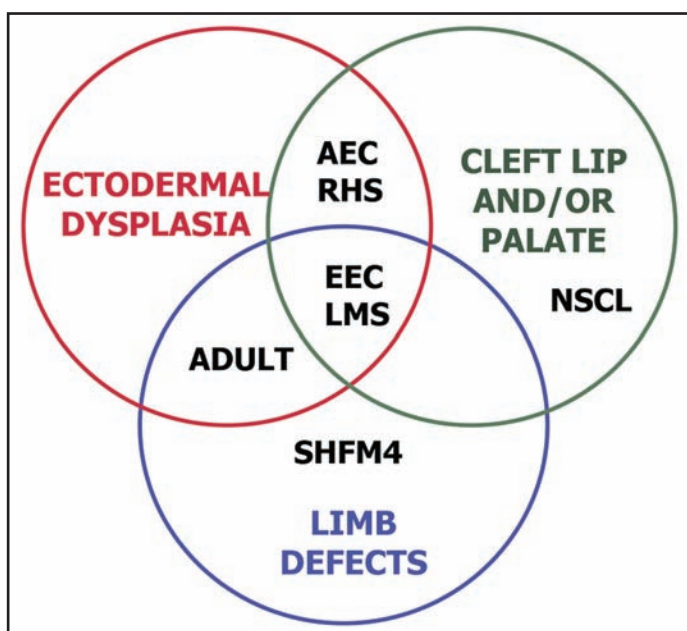 ECTODERMAL
DYSPLASIA
AEC
RHS
CLEFT LIP
AND/OR
PALATE
EEC
LMS
NSCL
ADULT
SHFM4
LIMB
DEFECTS